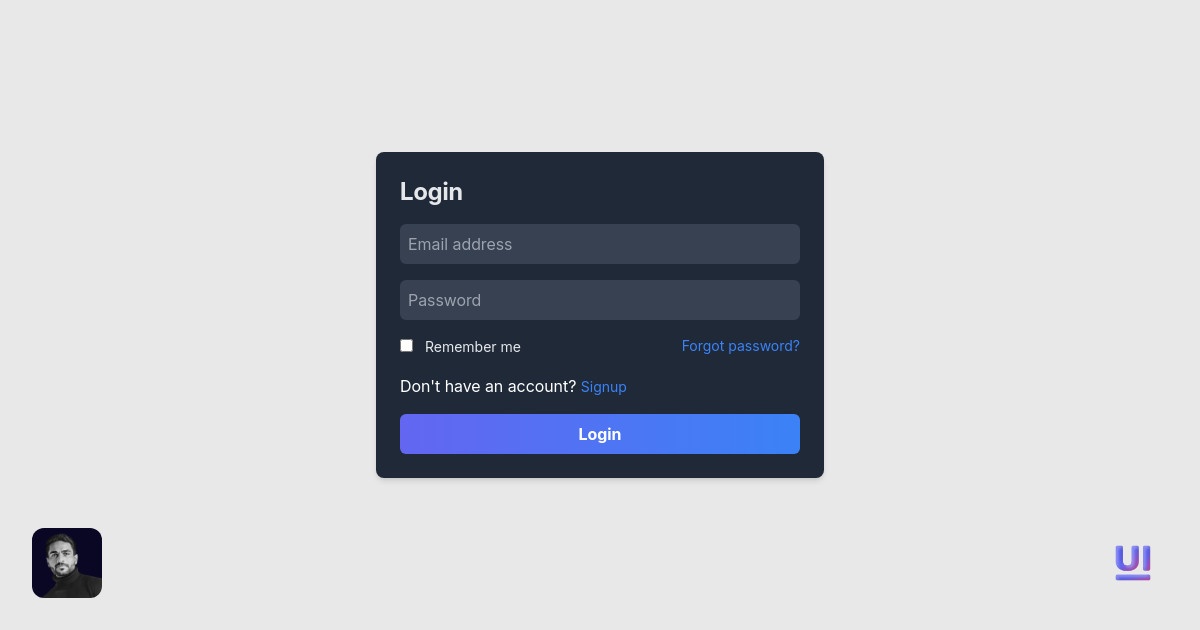 Login
Email address
Password
Remember me
Forgot password?
Don't have an account? Signup
Login
UI